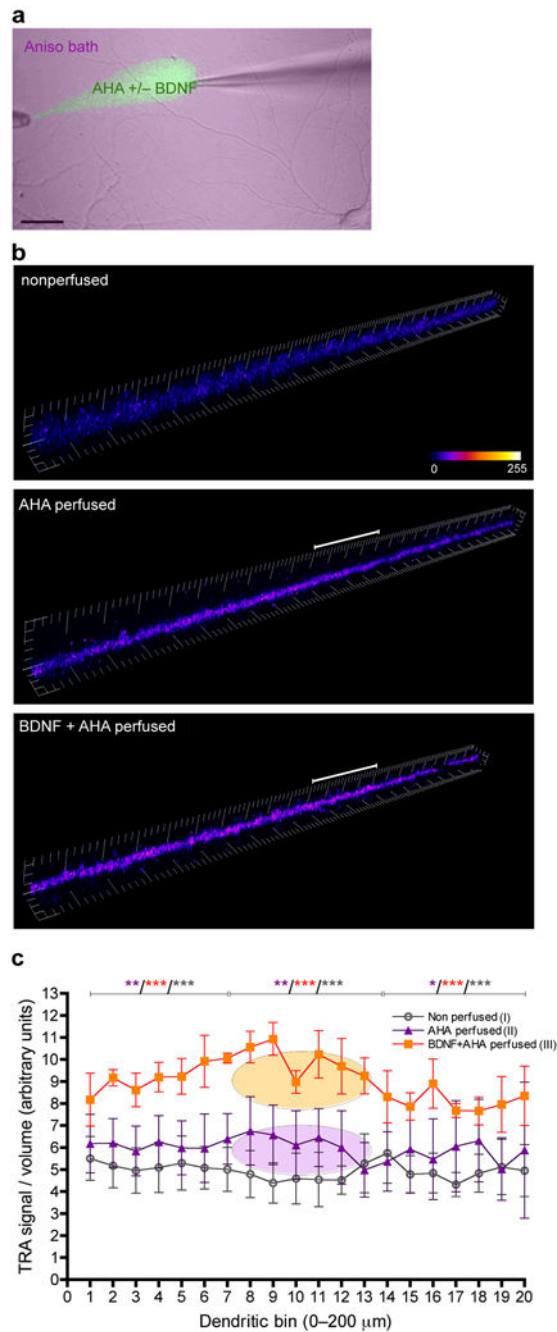 a
Aniso bath
AHA +/– BDNF
b
nonperfused
0 255
AHA perfused
BDNF + AHA perfused
c
**/***/*** **/***/*** */***/***
13
12
11
10
9
8
7
6
5
4
3
2
1
0
TRA signal / volume (arbitrary units)
Non perfused (I)
AHA perfused (II)
BDNF+AHA perfused (III)
0 1 2 3 4 5 6 7 8 9 10 11 12 13 14 15 16 17 18 19 20
Dendritic bin (0–200 μm)